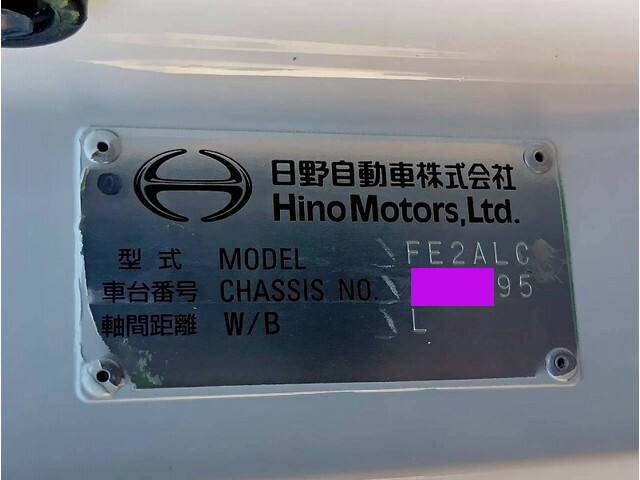 日野自動車株式会社
Hino Motors, Ltd.
型式 MODEL FE2ALC
車台番号 CHASSIS NO. 95
軸間距離 W/B L